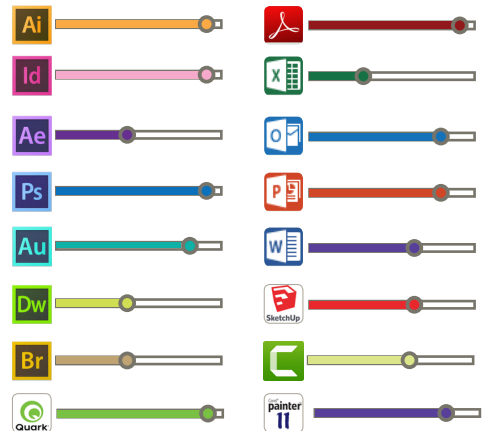 Ai
Id
X
Ae
O
Ps
P
Au
W
Dw
SketchUp
Br
Quark
Corel
painter
11